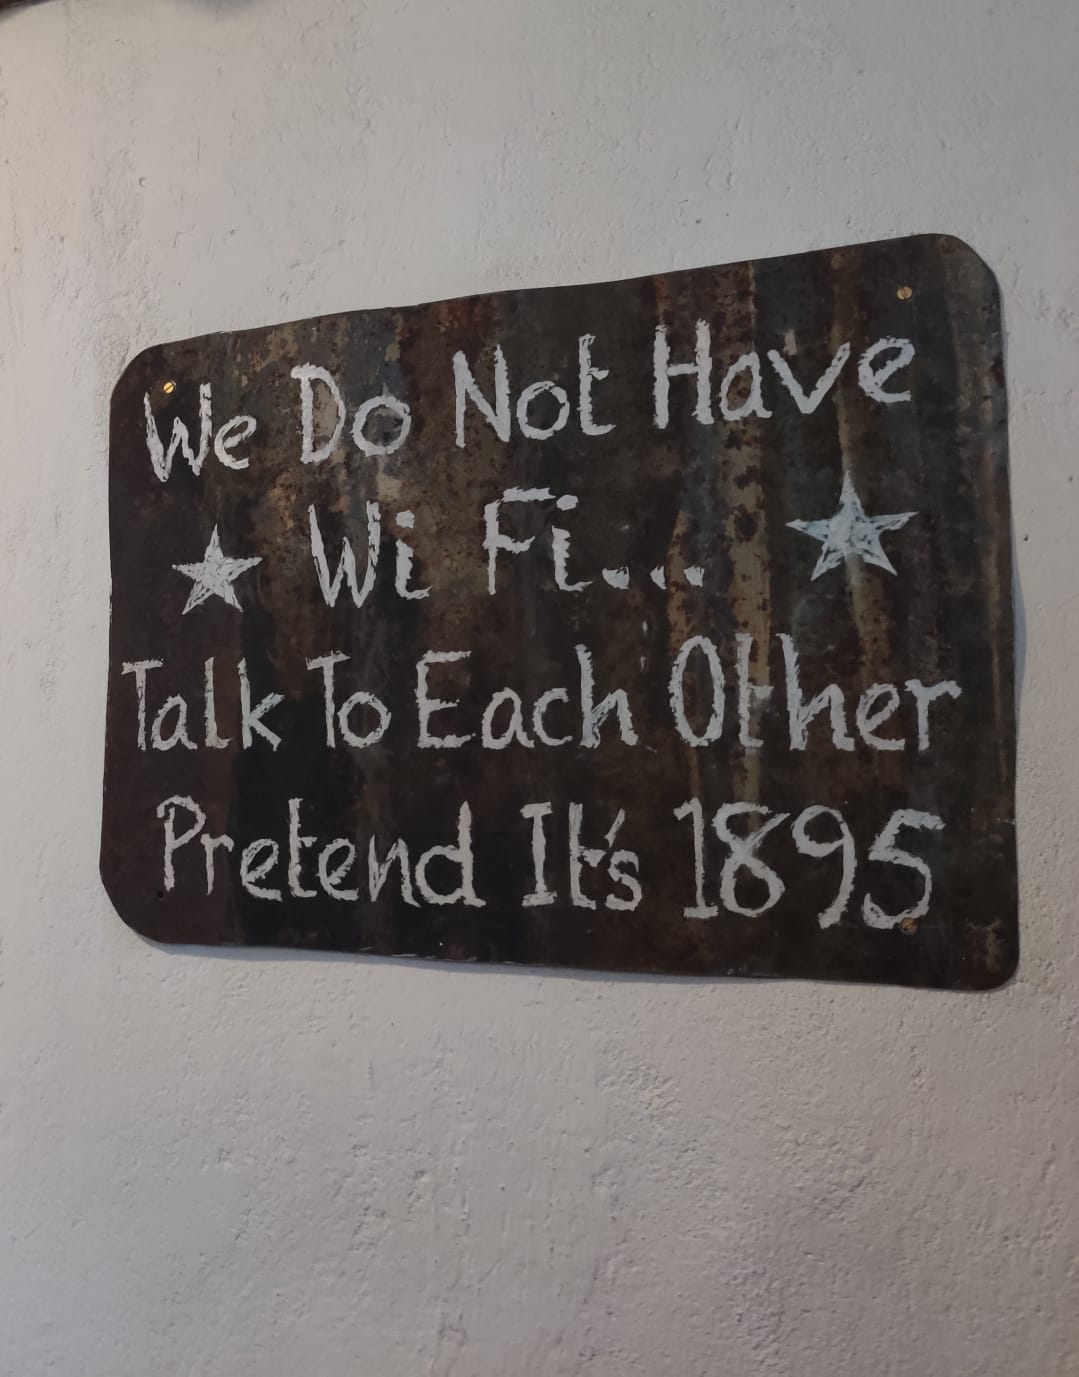 We Do Not Have
Wi Fi...
Talk To Each Other
Pretend It's 1895